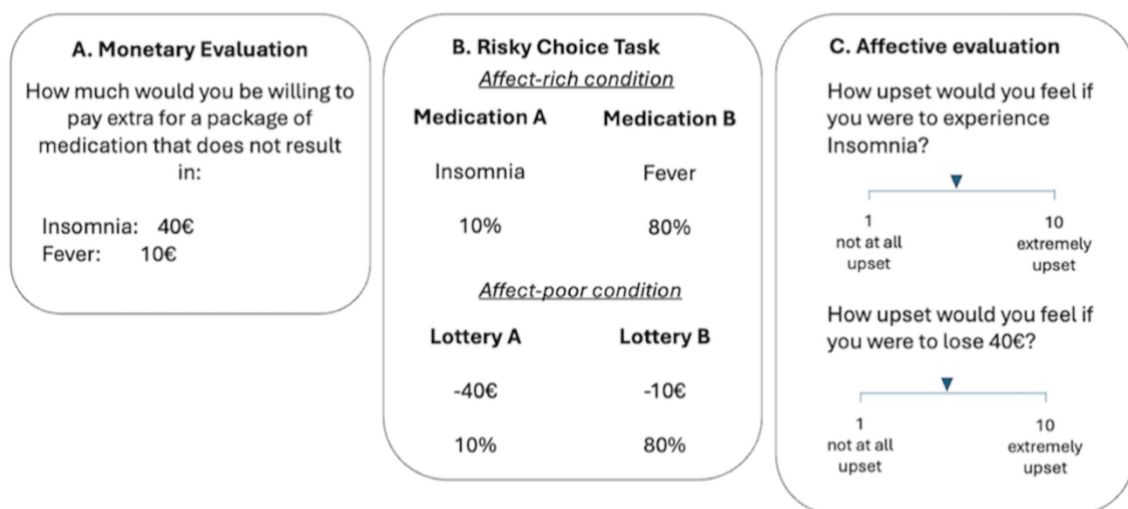 A. Monetary Evaluation
How much would you be willing to
pay extra for a package of
medication that does not result
in:
Insomnia: 40€
Fever: 10€
B. Risky Choice Task
Affect-rich condition
Medication A Medication B
Insomnia Fever
10% 80%
Affect-poor condition
Lottery A Lottery B
-40€ -10€
10% 80%
C. Affective evaluation
How upset would you feel if
you were to experience
Insomnia?
1 10
not at all extremely
upset upset
How upset would you feel if
you were to lose 40€?
1 10
not at all extremely
upset upset